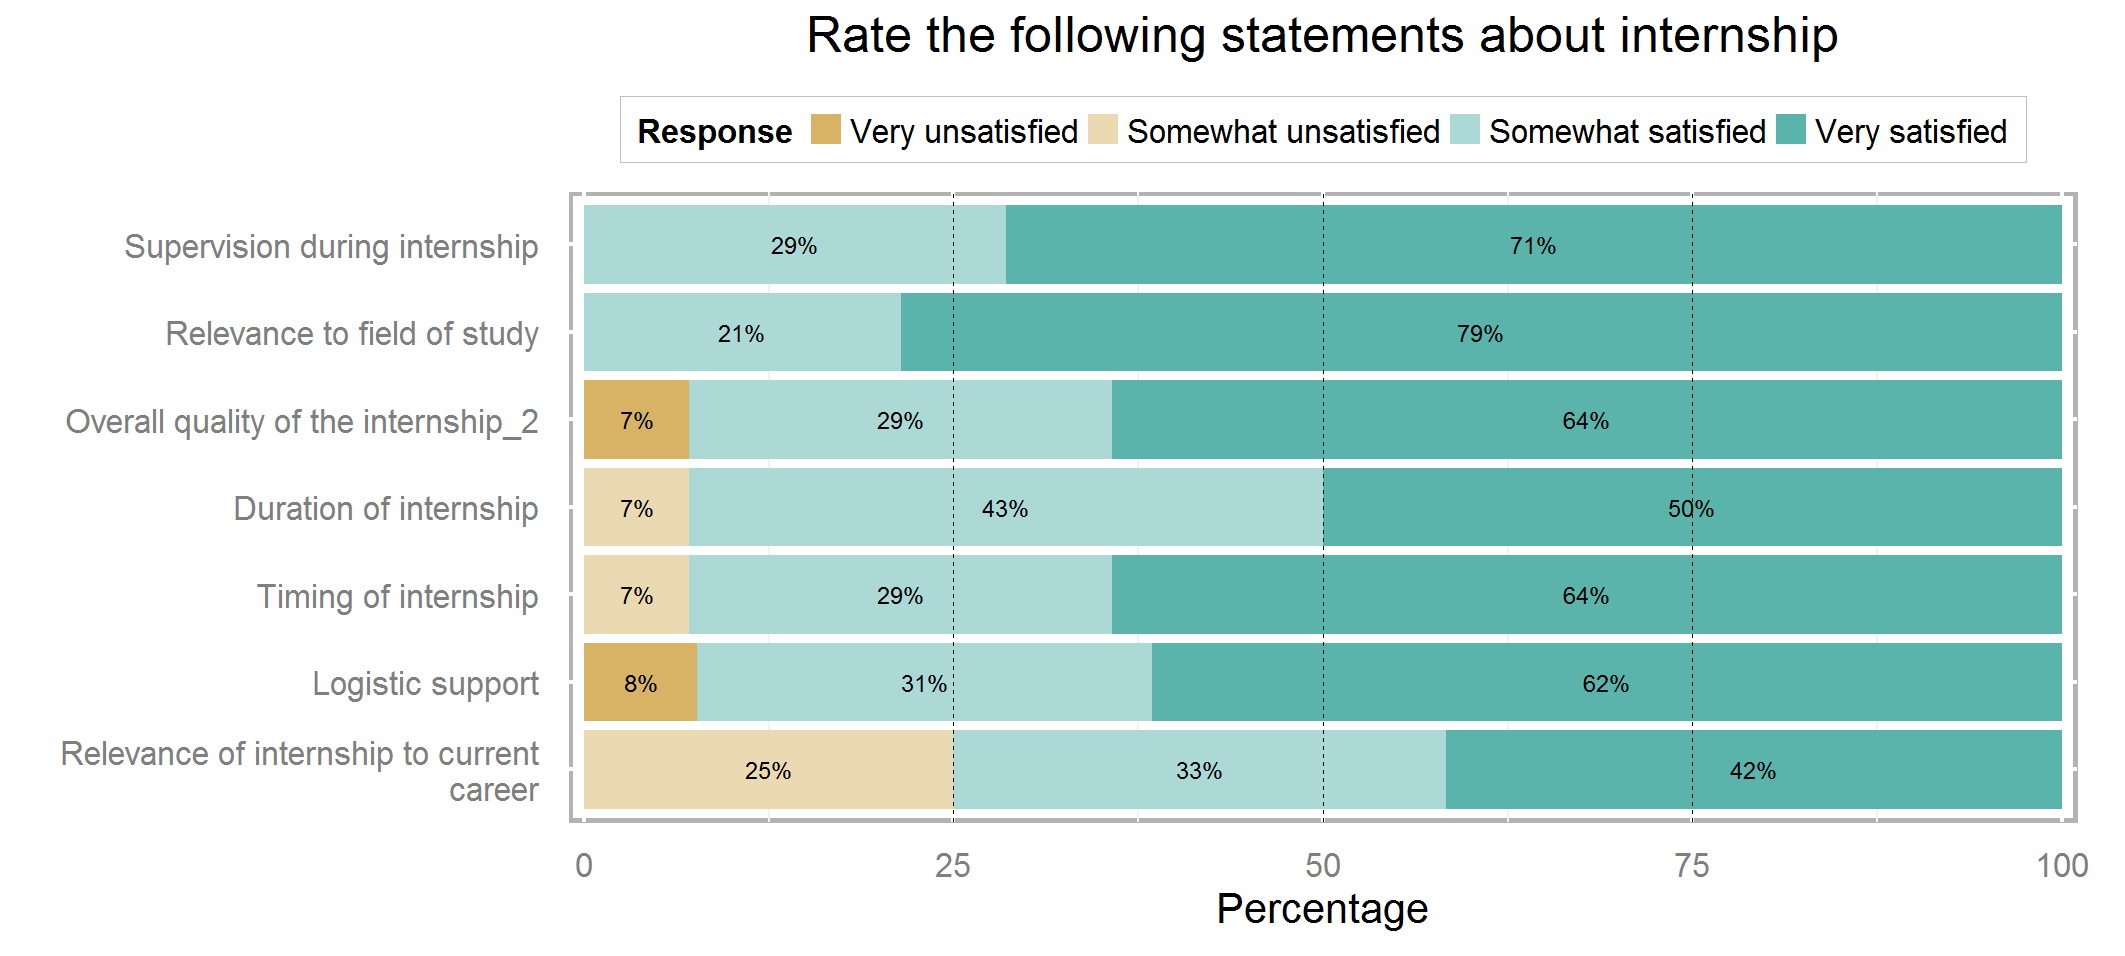 Rate the following statements about internship
Response Very unsatisfied Somewhat unsatisfied Somewhat satisfied Very satisfied
Supervision during internship 29% 71%
Relevance to field of study 21% 79%
Overall quality of the internship_2 7% 29% 64%
Duration of internship 7% 43% 50%
Timing of internship 7% 29% 64%
Logistic support 8% 31% 62%
Relevance of internship to current
career 25% 33% 42%
0 25 50 75 100
Percentage